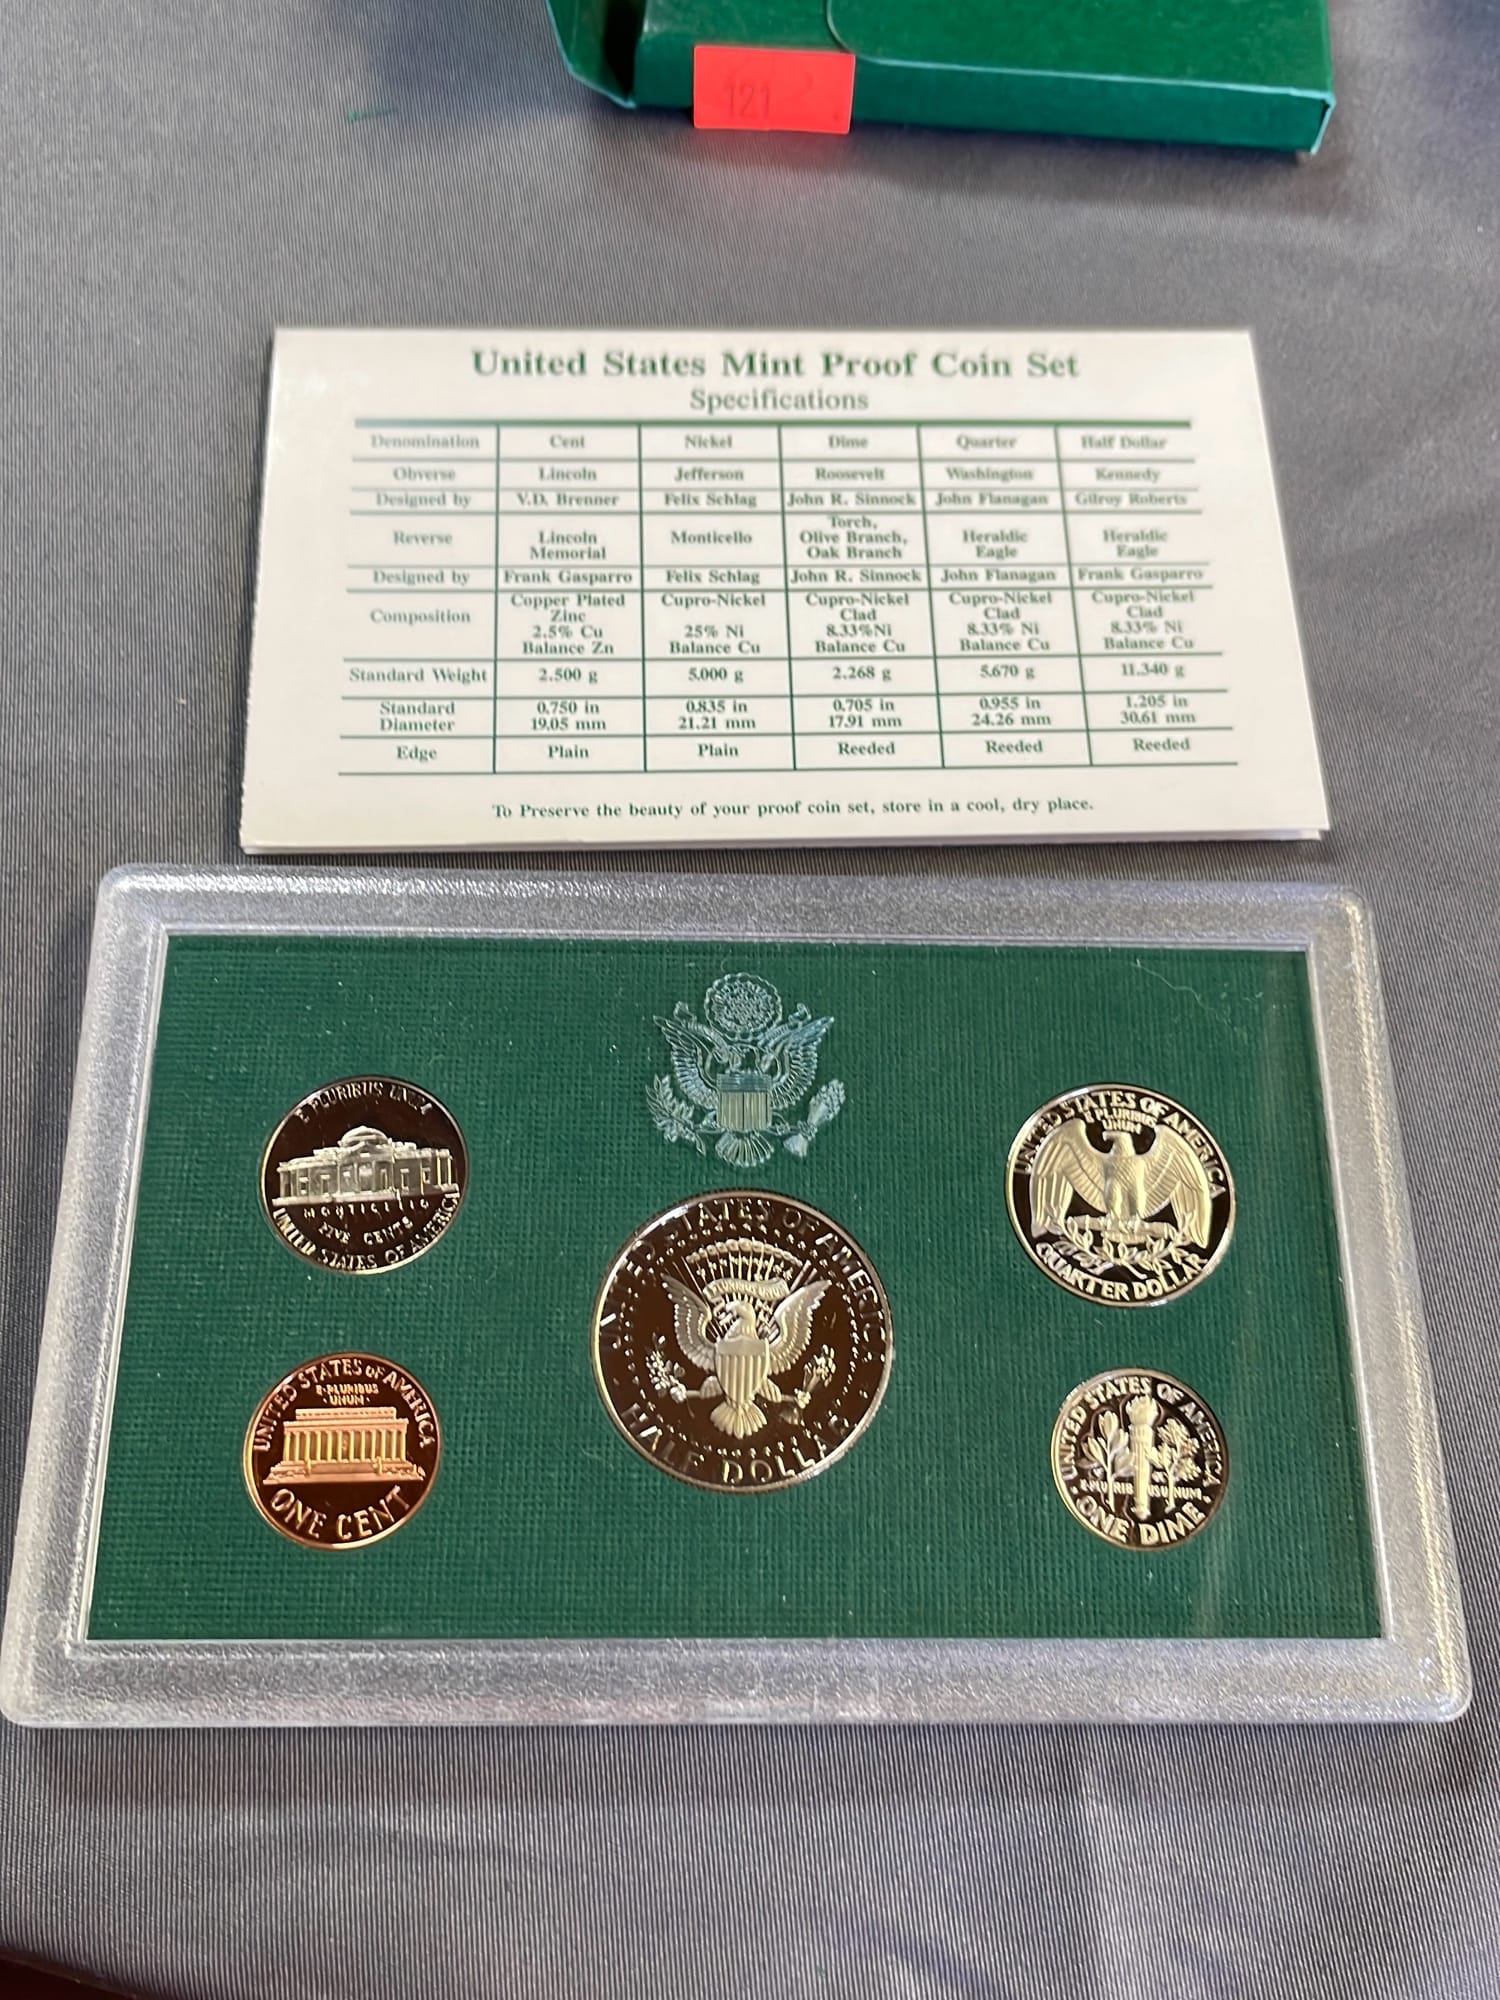 121
United States Mint Proof Coin Set
Specifications
Denomination Cent Nickel Dime Quarter Half Dollar
Obverse Lincoln Jefferson Roosevelt Washington Kennedy
Designed by V.D. Brenner Felix Schlag John R. Sinnock John Flanagan Gilroy Roberts
Reverse Lincoln Memorial Monticello Torch, Olive Branch, Oak Branch Heraldic Eagle Heraldic Eagle
Designed by Frank Gasparro Felix Schlag John R. Sinnock John Flanagan Frank Gasparro
Composition Copper Plated Zinc 2.5% Cu Balance Zn Cupro-Nickel 25% Ni Balance Cu Cupro-Nickel Clad 8.33%Ni Balance Cu Cupro-Nickel Clad 8.33% Ni Balance Cu Cupro-Nickel Clad 8.33% Ni Balance Cu
Standard Weight 2.500 g 5.000 g 2.268 g 5.670 g 11.340 g
Standard Diameter 0.750 in 19.05 mm 0.835 in 21.21 mm 0.705 in 17.91 mm 0.955 in 24.26 mm 1.205 in 30.61 mm
Edge Plain Plain Reeded Reeded Reeded
To Preserve the beauty of your proof coin set, store in a cool, dry place.
E PLURIBUS UNUM
MONTICELLO
FIVE CENTS
UNITED STATES OF AMERICA
UNITED STATES OF AMERICA
E PLURIBUS
UNUM
QUARTER DOLLAR
UNITED STATES OF AMERICA
HALF DOLLAR
UNITED STATES OF AMERICA
E·PLURIBUS
·UNUM·
ONE CENT
UNITED STATES OF AMERICA
E·PLURIBUS UNUM·
·ONE DIME·